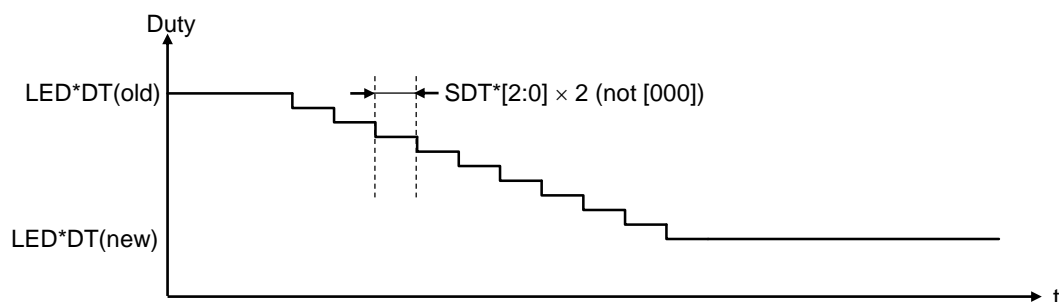 Duty
LED*DT(old)
SDT*[2:0] × 2 (not [000])
LED*DT(new)
t